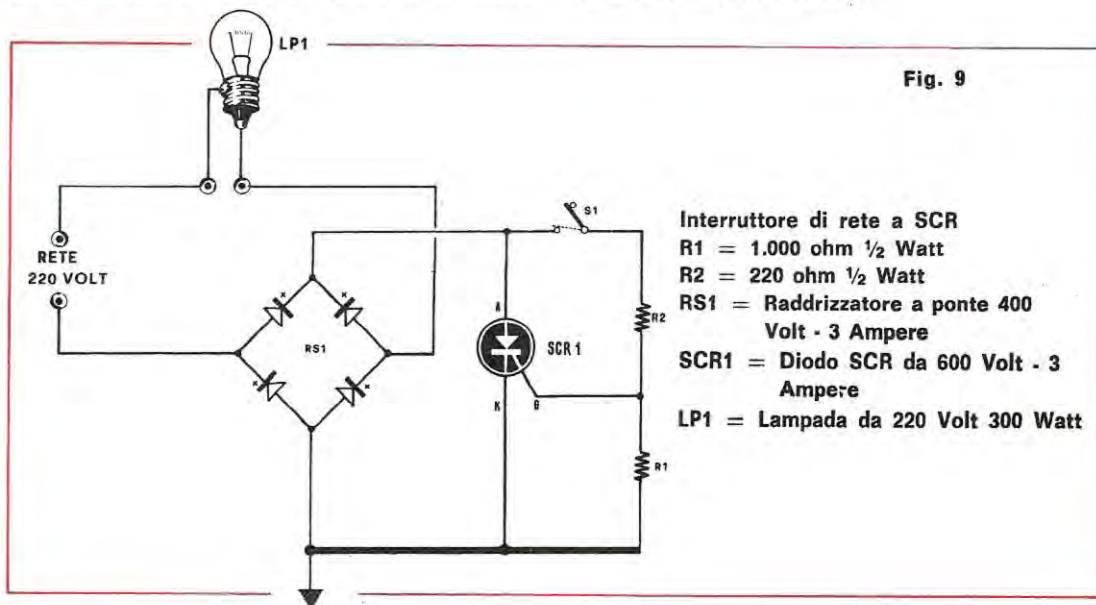 LP1
Fig. 9
RETE
220 VOLT
RS1
A
SCR 1
K
G
S1
R2
R1
Interruttore di rete a SCR
R1 = 1.000 ohm ½ Watt
R2 = 220 ohm ½ Watt
RS1 = Raddrizzatore a ponte 400
Volt - 3 Ampere
SCR1 = Diodo SCR da 600 Volt - 3
Ampere
LP1 = Lampada da 220 Volt 300 Watt